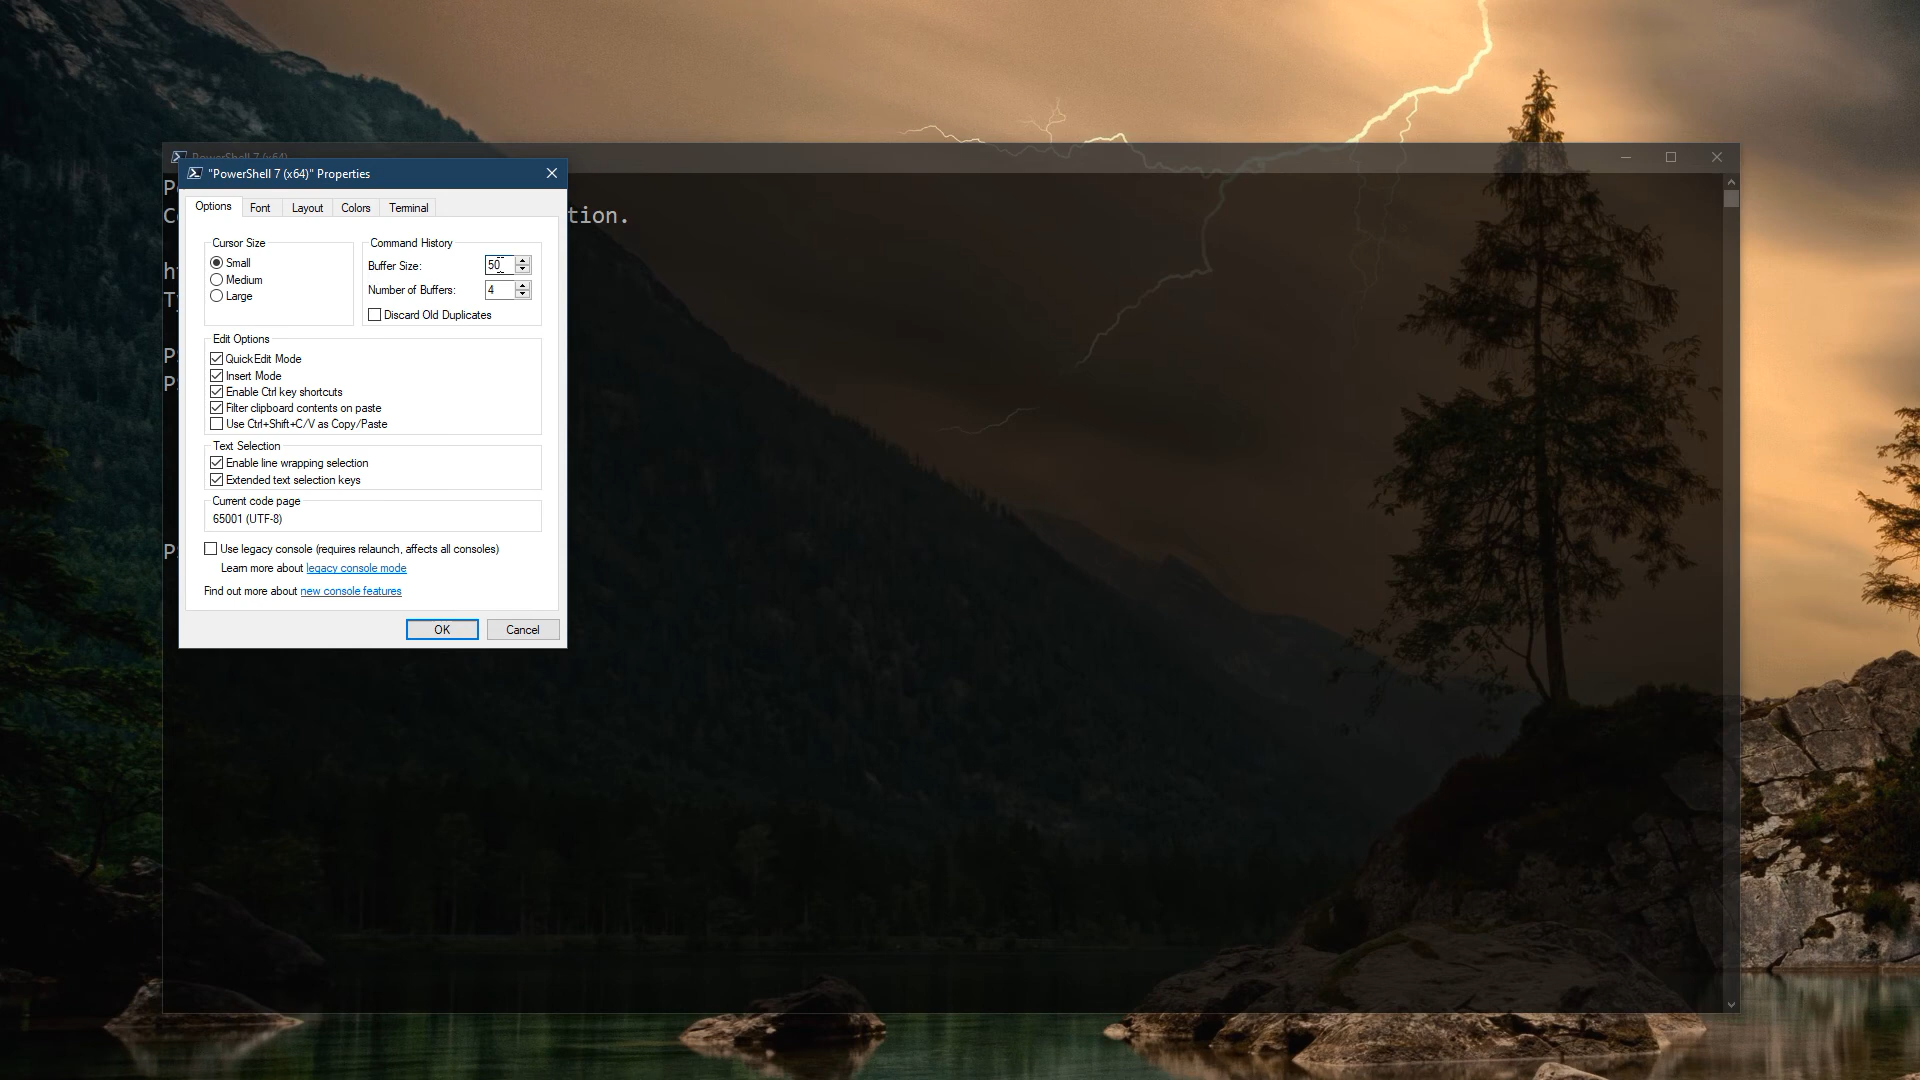 PowerShell 7 (x64)
"PowerShell 7 (x64)" Properties
Options Font Layout Colors Terminal
tion.
Cursor Size
Small
Medium
Large
Command History
Buffer Size: 50
Number of Buffers: 4
Discard Old Duplicates
Edit Options
QuickEdit Mode
Insert Mode
Enable Ctrl key shortcuts
Filter clipboard contents on paste
Use Ctrl+Shift+C/V as Copy/Paste
Text Selection
Enable line wrapping selection
Extended text selection keys
Current code page
65001 (UTF-8)
Use legacy console (requires relaunch, affects all consoles)
Learn more about legacy console mode
Find out more about new console features
OK Cancel